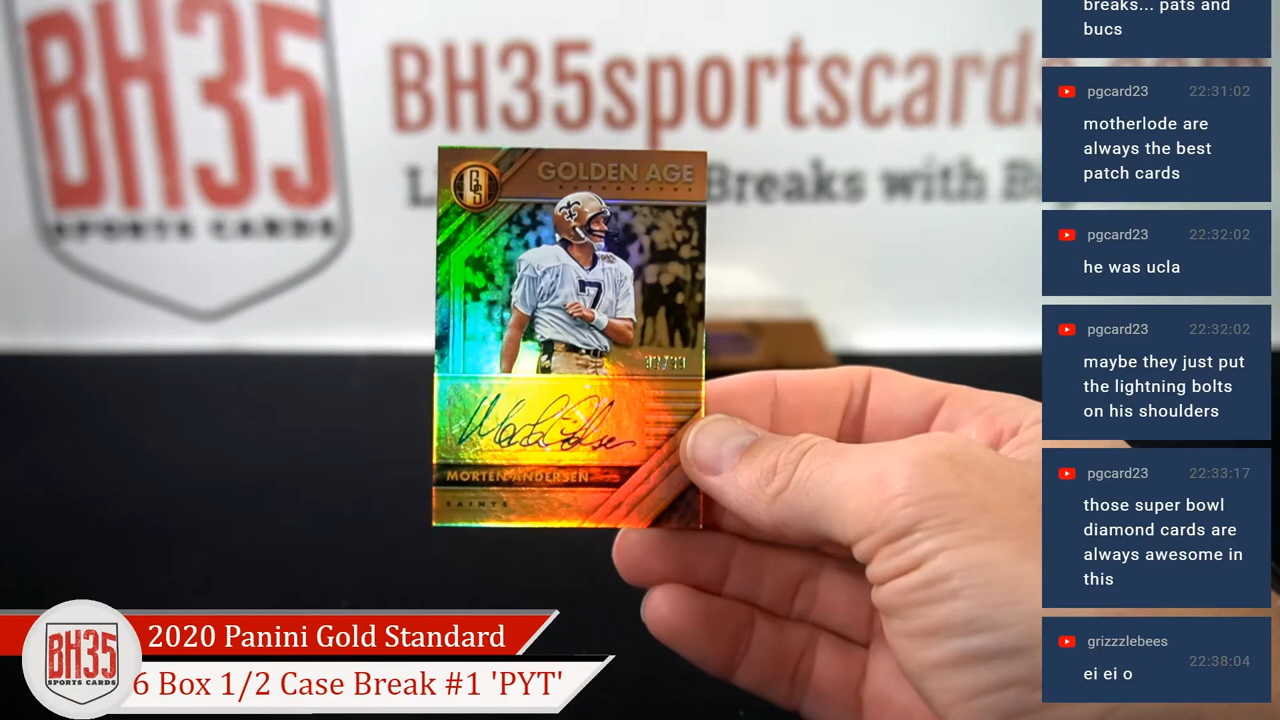 BH35
SPORTS CARDS
BH35sportscards
Breaks with
GOLDEN AGE
AUTOGRAPHS
GS
7
MORTEN ANDERSEN
SAINTS
2020 Panini Gold Standard
6 Box 1/2 Case Break #1 'PYT'
BH35
SPORTS CARDS
breaks... pats and
bucs
pgcard23 22:31:02
motherlode are
always the best
patch cards
pgcard23 22:32:02
he was ucla
pgcard23 22:32:02
maybe they just put
the lightning bolts
on his shoulders
pgcard23 22:33:17
those super bowl
diamond cards are
always awesome in
this
grizzzlebees
22:38:04
ei ei o